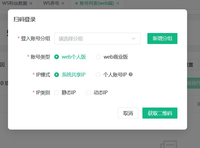 扫码登录
* 登入账号分组
请选择分组
新增分组
* 账号类型 web个人版 web商业版
* IP模式 系统共享IP 个人账号IP
* IP类别 静态IP 动态IP
取消 获取二维码